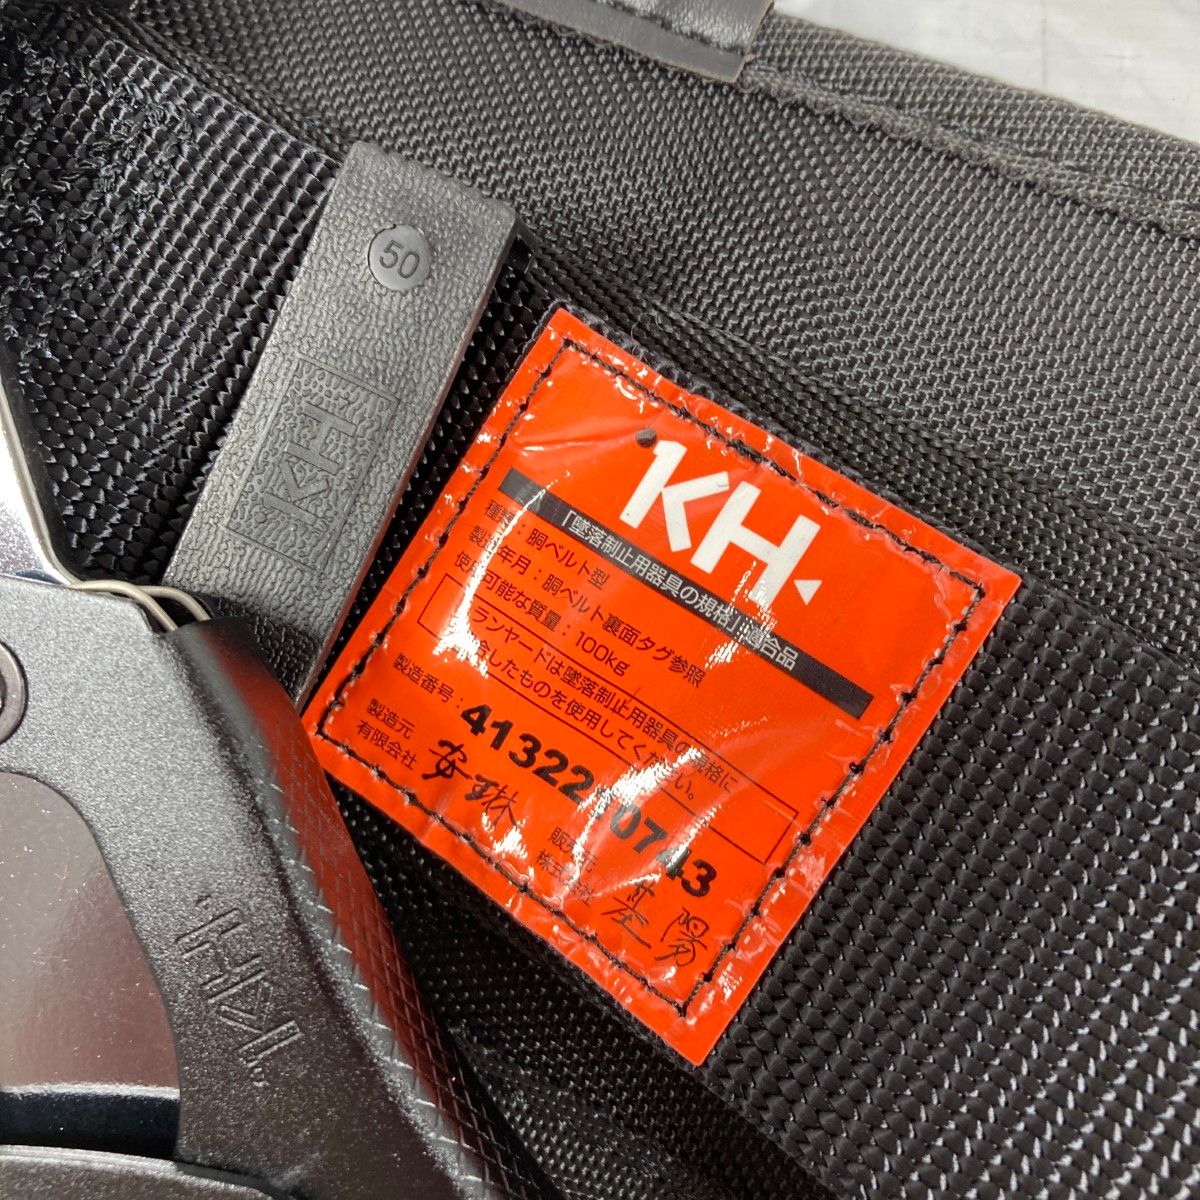 50
KH
KH
「墜落制止用器具の規格」適合品
種類：胴ベルト型
製造年月：胴ベルト裏面タグ参照
使用可能な質量：100kg
ランヤードは墜落制止用器具の規格に
適合したものを使用してください。
製造番号：
製造元
有限会社
安琳
販売元
株式会社
基陽
KH